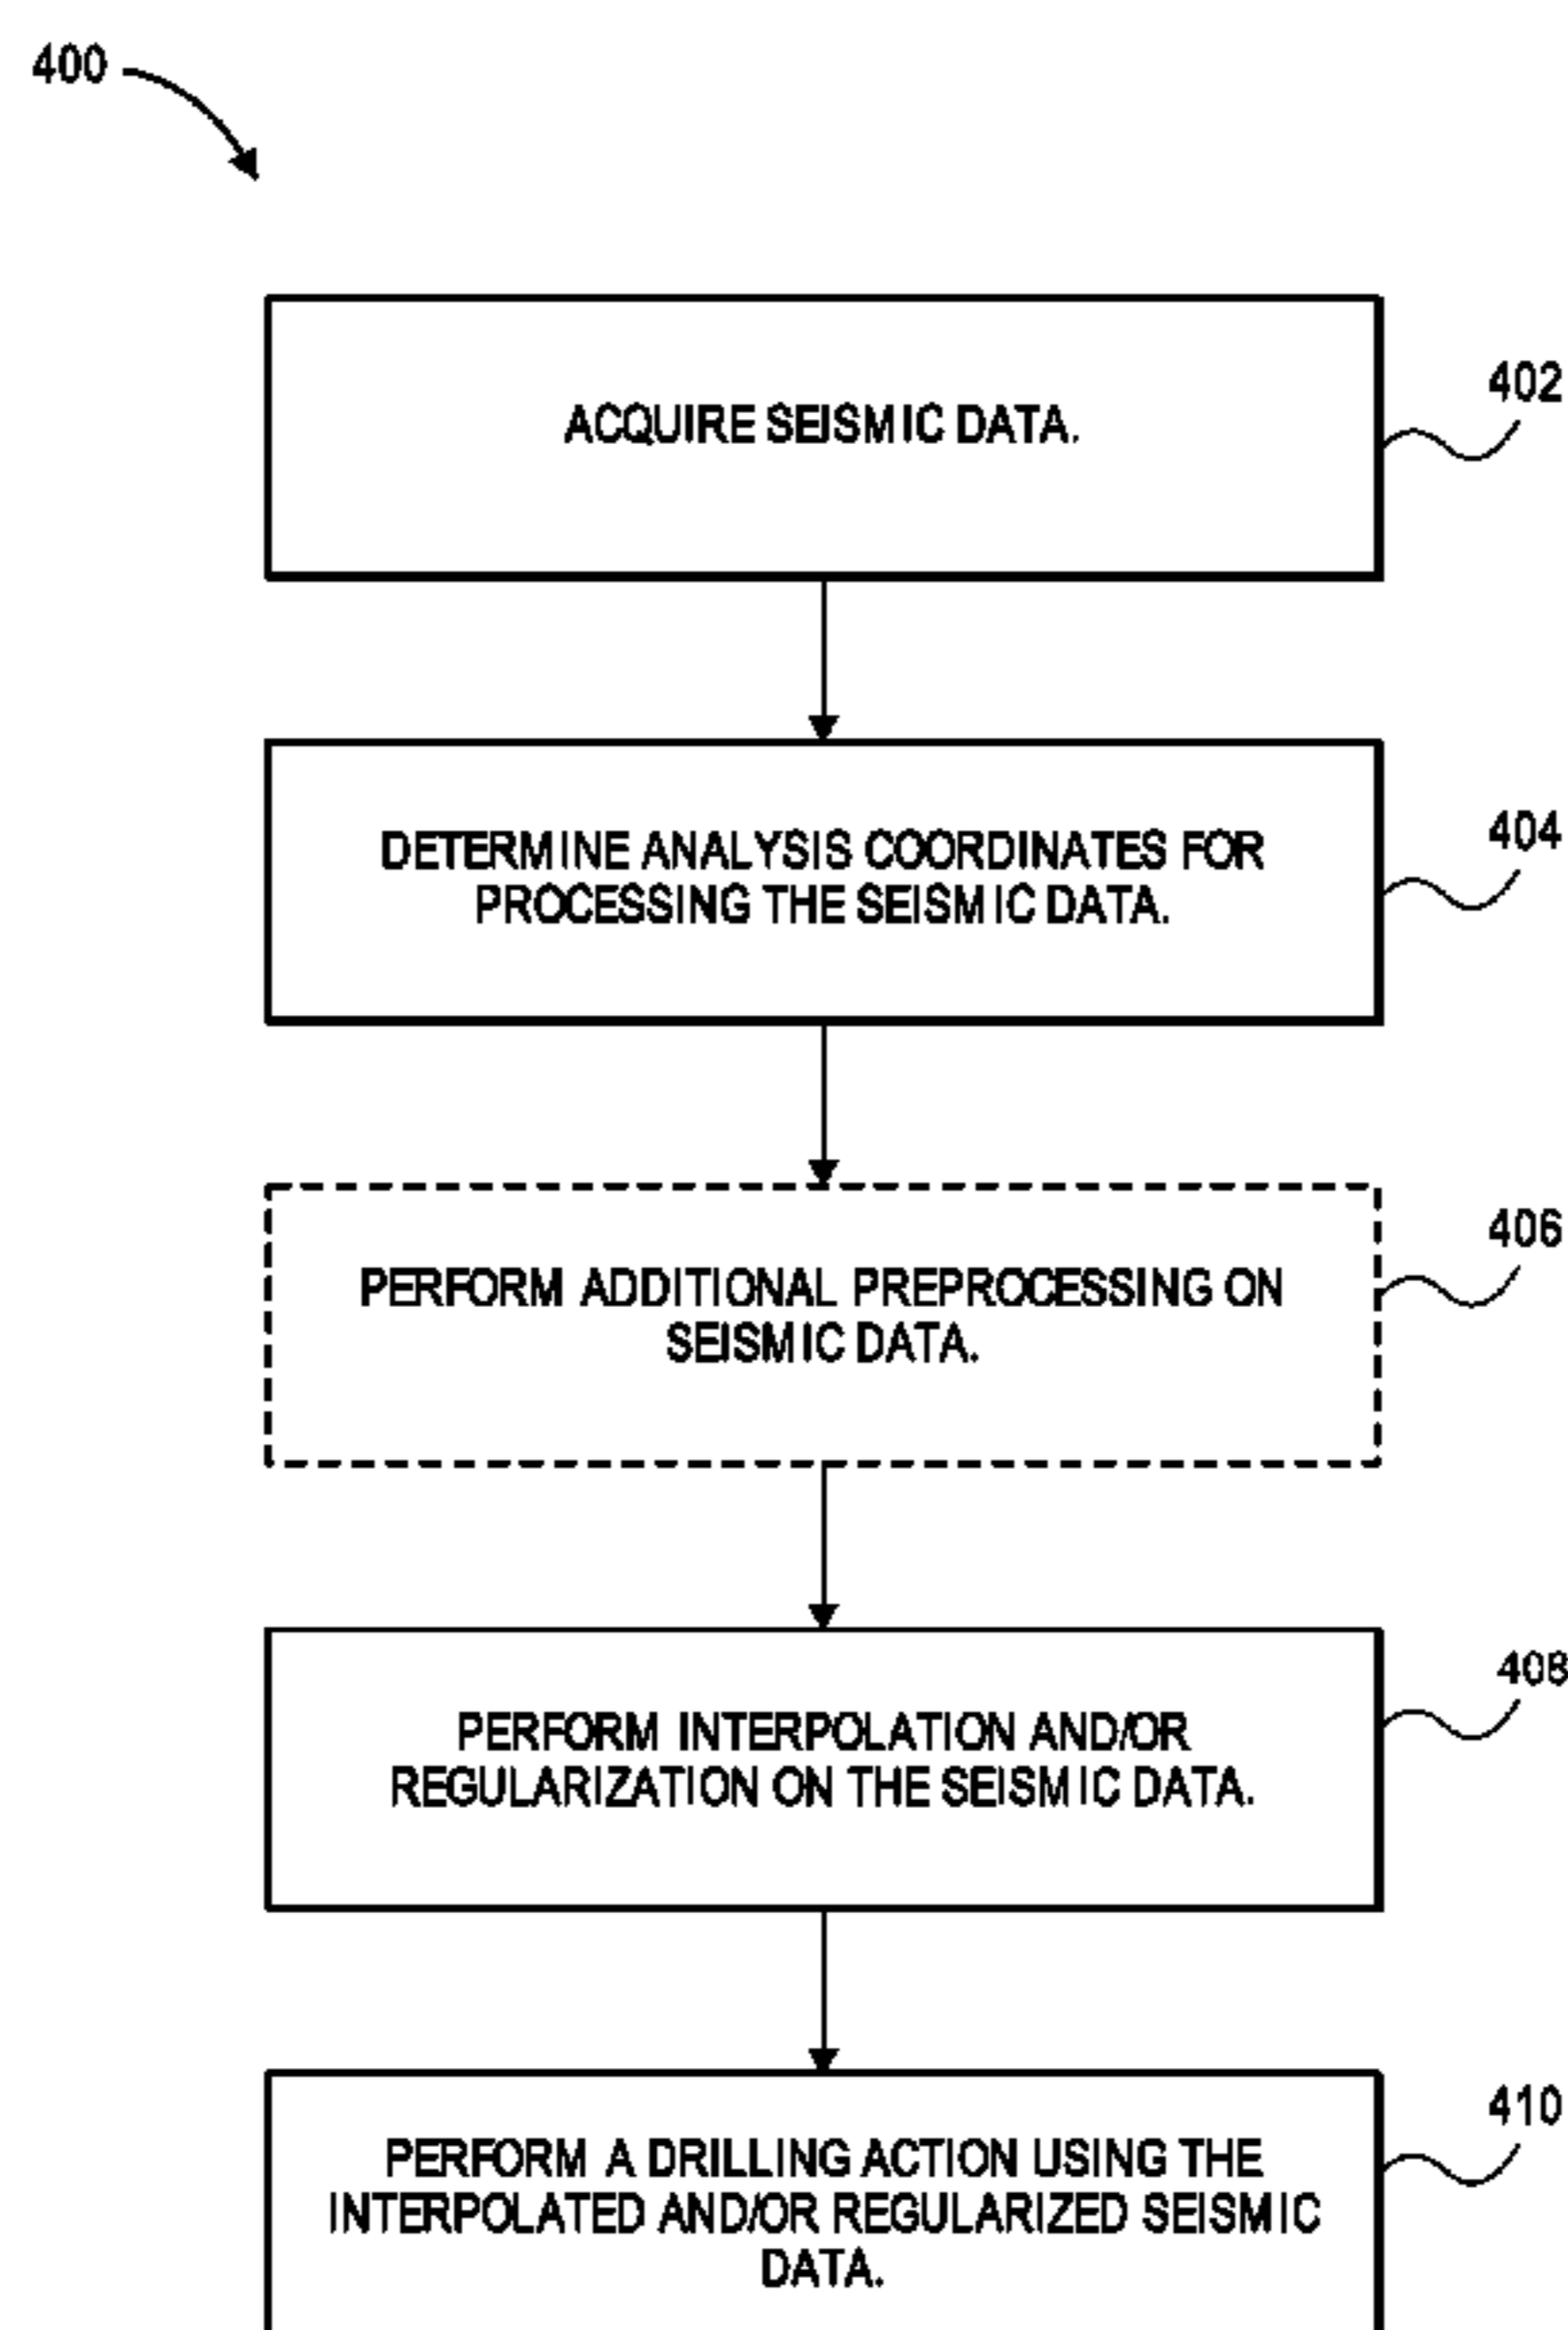 400
ACQUIRE SEISMIC DATA.
402
DETERMINE ANALYSIS COORDINATES FOR
PROCESSING THE SEISMIC DATA.
404
PERFORM ADDITIONAL PREPROCESSING ON
SEISMIC DATA.
406
PERFORM INTERPOLATION AND/OR
REGULARIZATION ON THE SEISMIC DATA.
408
PERFORM A DRILLING ACTION USING THE
INTERPOLATED AND/OR REGULARIZED SEISMIC
DATA.
410